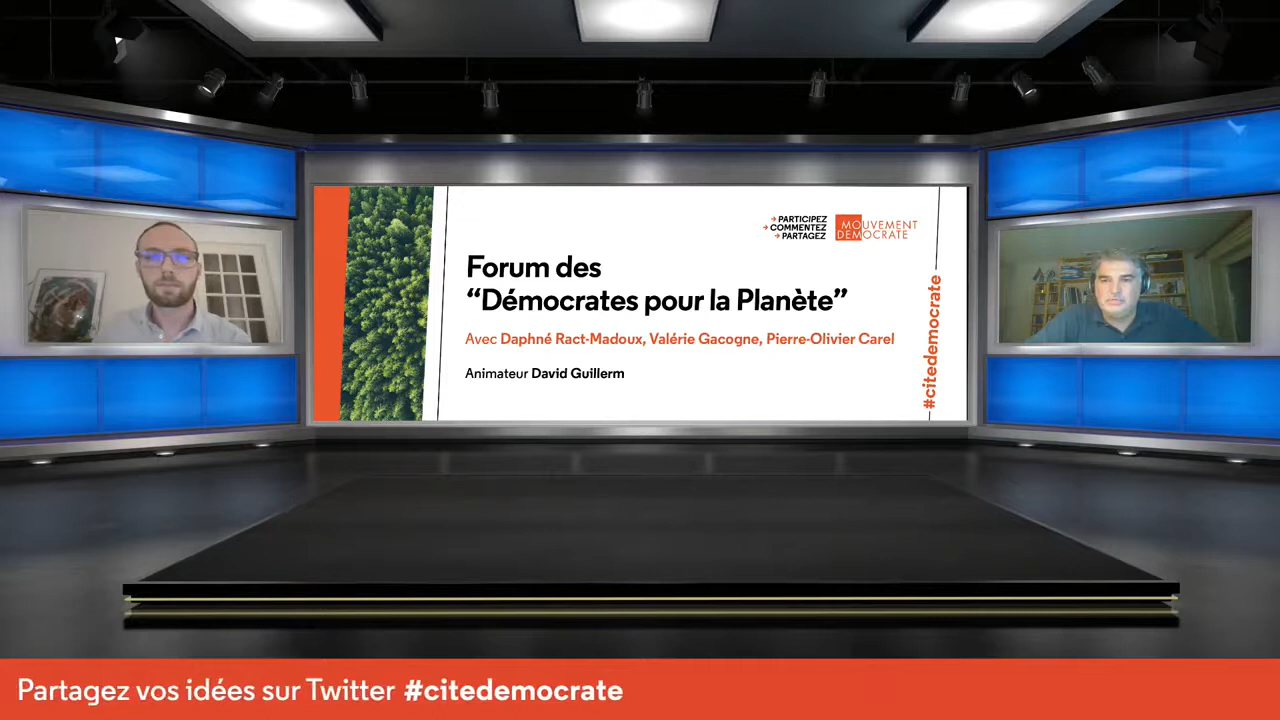 PARTICIPEZ
COMMENTEZ
PARTAGEZ
MOUVEMENT
DEMOCRATE
Forum des
“Démocrates pour la Planète”
Avec Daphné Ract-Madoux, Valérie Gacogne, Pierre-Olivier Carel
Animateur David Guillerm
#citedemocrate
Partagez vos idées sur Twitter #citedemocrate